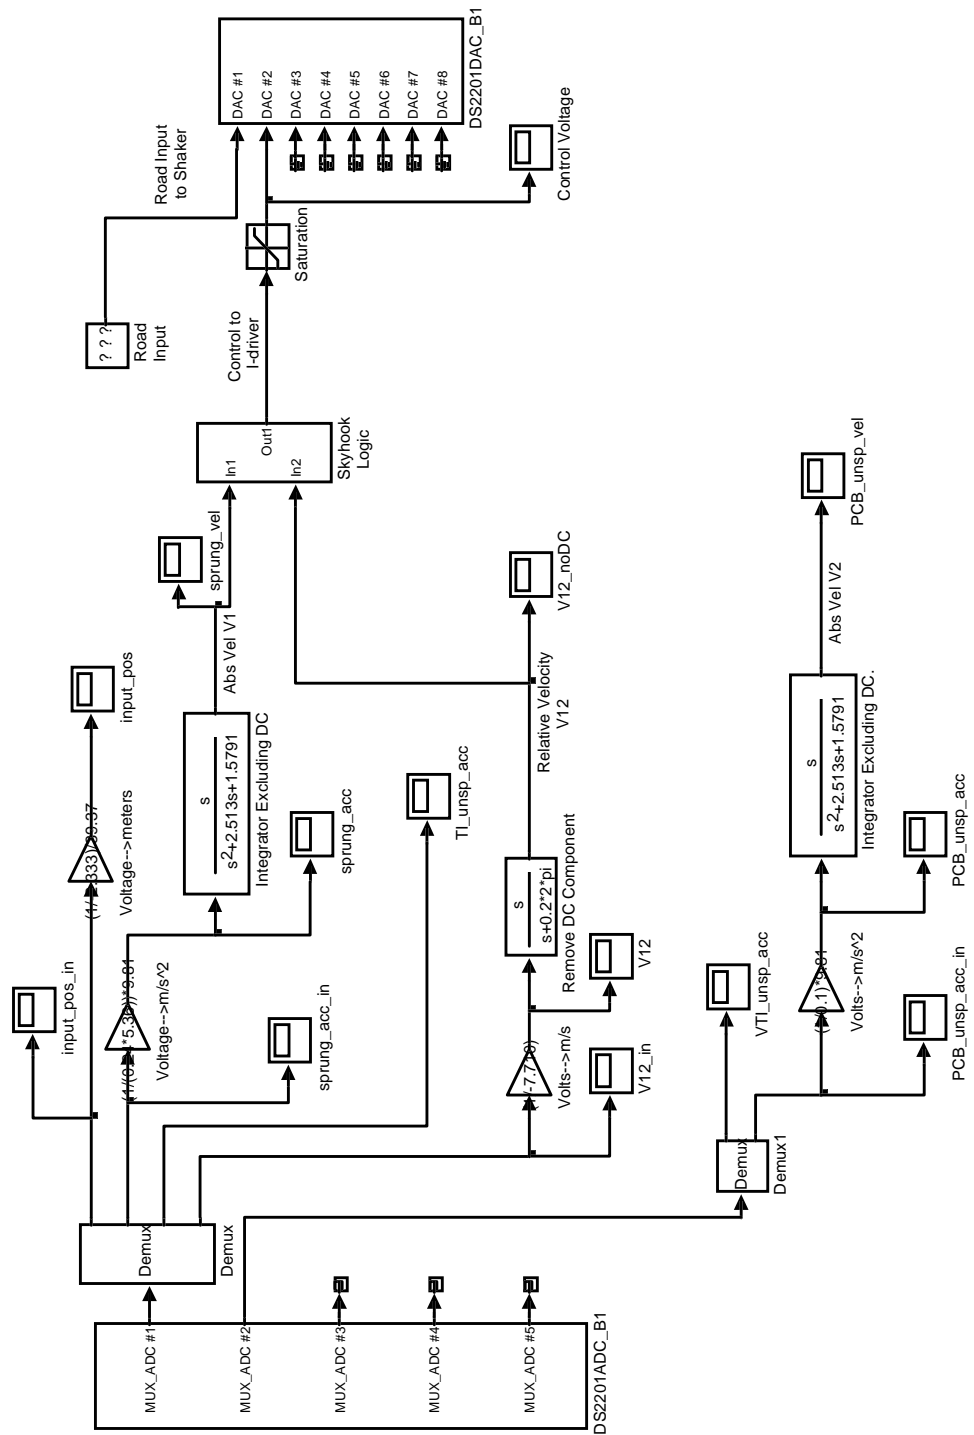 input_pos_in
Voltage-->meters
input_pos
? ? ?
Road
Input
Road Input
to Shaker
Demux
Demux
Voltage-->m/s^2
sprung_acc_in
s
s^2+2.513s+1.5791
Integrator Excluding DC
sprung_acc
Abs Vel V1
sprung_vel
In1
In2
Out1
Skyhook
Logic
Control to
I-driver
Saturation
DAC #1
DAC #2
DAC #3
DAC #4
DAC #5
DAC #6
DAC #7
DAC #8
DS2201DAC_B1
Control Voltage
TI_unsp_acc
MUX_ADC #1
MUX_ADC #2
MUX_ADC #3
MUX_ADC #4
MUX_ADC #5
DS2201ADC_B1
Volts-->m/s
V12_in
s
s+0.2*2*pi
Remove DC Component
V12
Relative Velocity
V12
V12_noDC
Demux
Demux1
VTI_unsp_acc
(1/0.1)*9.81
Volts-->m/s^2
PCB_unsp_acc_in
s
s^2+2.513s+1.5791
Integrator Excluding DC.
PCB_unsp_acc
Abs Vel V2
PCB_unsp_vel